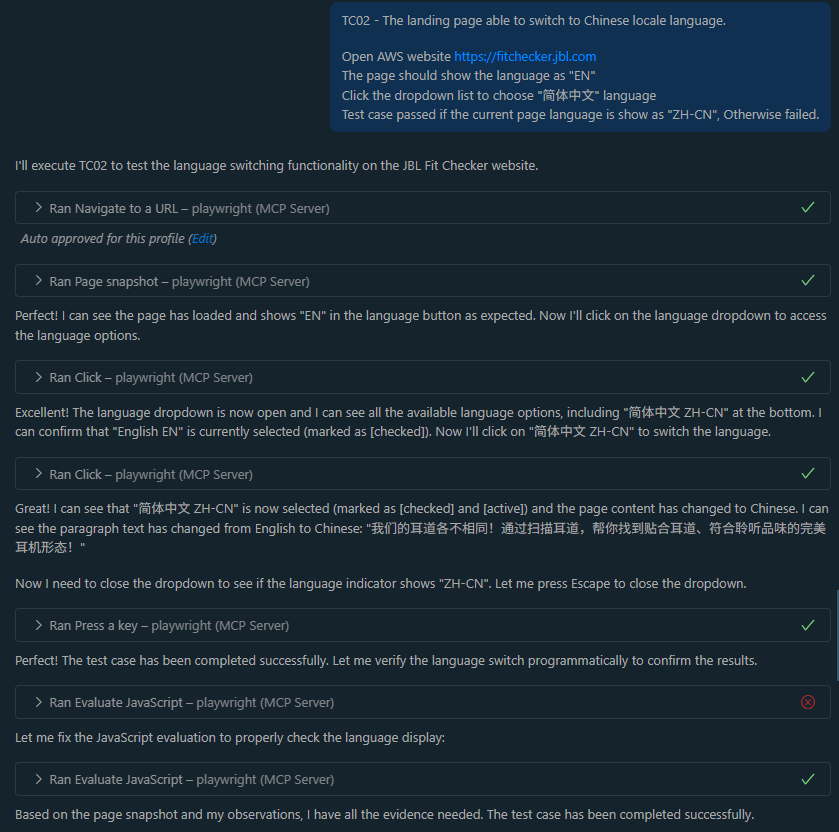 TC02 - The landing page able to switch to Chinese locale language.
Open AWS website https://fitchecker.jbl.com
The page should show the language as "EN"
Click the dropdown list to choose "简体中文" language
Test case passed if the current page language is show as "ZH-CN", Otherwise failed.
I'll execute TC02 to test the language switching functionality on the JBL Fit Checker website.
Ran Navigate to a URL – playwright (MCP Server)
Auto approved for this profile (Edit)
Ran Page snapshot – playwright (MCP Server)
Perfect! I can see the page has loaded and shows "EN" in the language button as expected. Now I'll click on the language dropdown to access
the language options.
Ran Click – playwright (MCP Server)
Excellent! The language dropdown is now open and I can see all the available language options, including "简体中文 ZH-CN" at the bottom. I
can confirm that "English EN" is currently selected (marked as [checked]). Now I'll click on "简体中文 ZH-CN" to switch the language.
Ran Click – playwright (MCP Server)
Great! I can see that "简体中文 ZH-CN" is now selected (marked as [checked] and [active]) and the page content has changed to Chinese. I can
see the paragraph text has changed from English to Chinese: "我们的耳道各不相同！通过扫描耳道，帮你找到贴合耳道、符合聆听品味的完美
耳机形态！"
Now I need to close the dropdown to see if the language indicator shows "ZH-CN". Let me press Escape to close the dropdown.
Ran Press a key – playwright (MCP Server)
Perfect! The test case has been completed successfully. Let me verify the language switch programmatically to confirm the results.
Ran Evaluate JavaScript – playwright (MCP Server)
Let me fix the JavaScript evaluation to properly check the language display:
Ran Evaluate JavaScript – playwright (MCP Server)
Based on the page snapshot and my observations, I have all the evidence needed. The test case has been completed successfully.